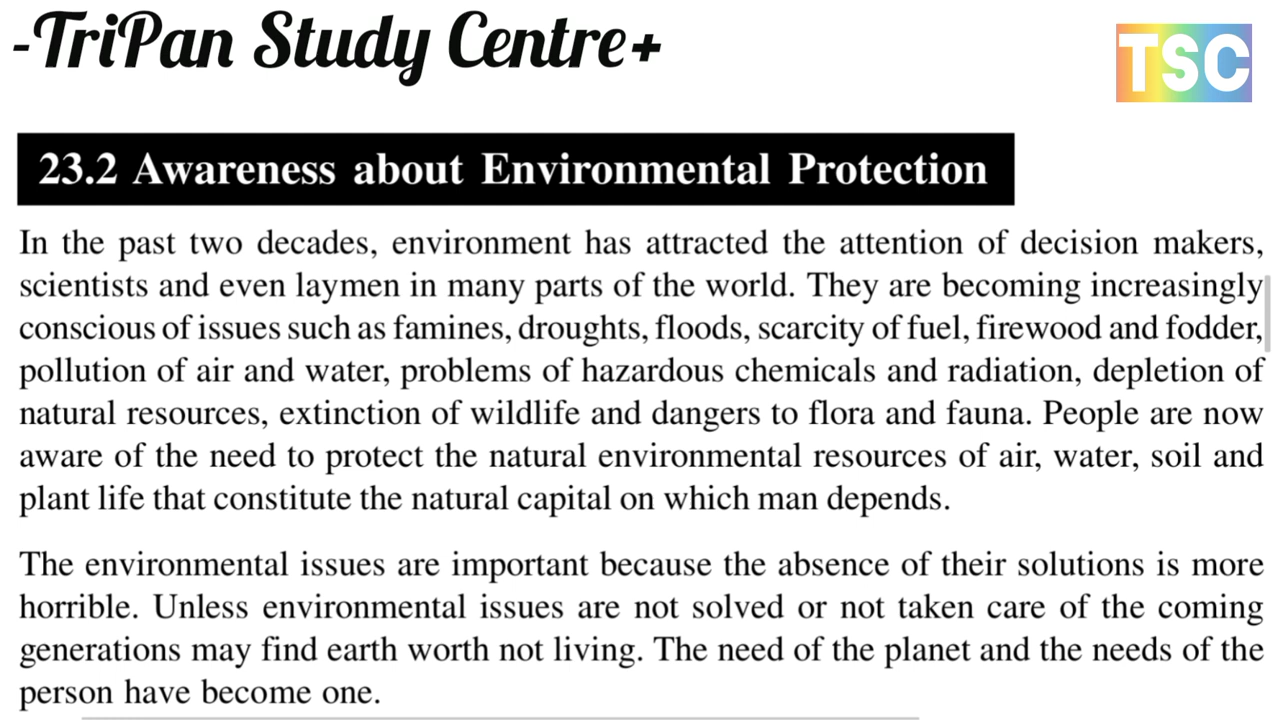 -TriPan Study Centre+
TSC
23.2 Awareness about Environmental Protection
In the past two decades, environment has attracted the attention of decision makers,
scientists and even laymen in many parts of the world. They are becoming increasingly
conscious of issues such as famines, droughts, floods, scarcity of fuel, firewood and fodder,
pollution of air and water, problems of hazardous chemicals and radiation, depletion of
natural resources, extinction of wildlife and dangers to flora and fauna. People are now
aware of the need to protect the natural environmental resources of air, water, soil and
plant life that constitute the natural capital on which man depends.
The environmental issues are important because the absence of their solutions is more
horrible. Unless environmental issues are not solved or not taken care of the coming
generations may find earth worth not living. The need of the planet and the needs of the
person have become one.